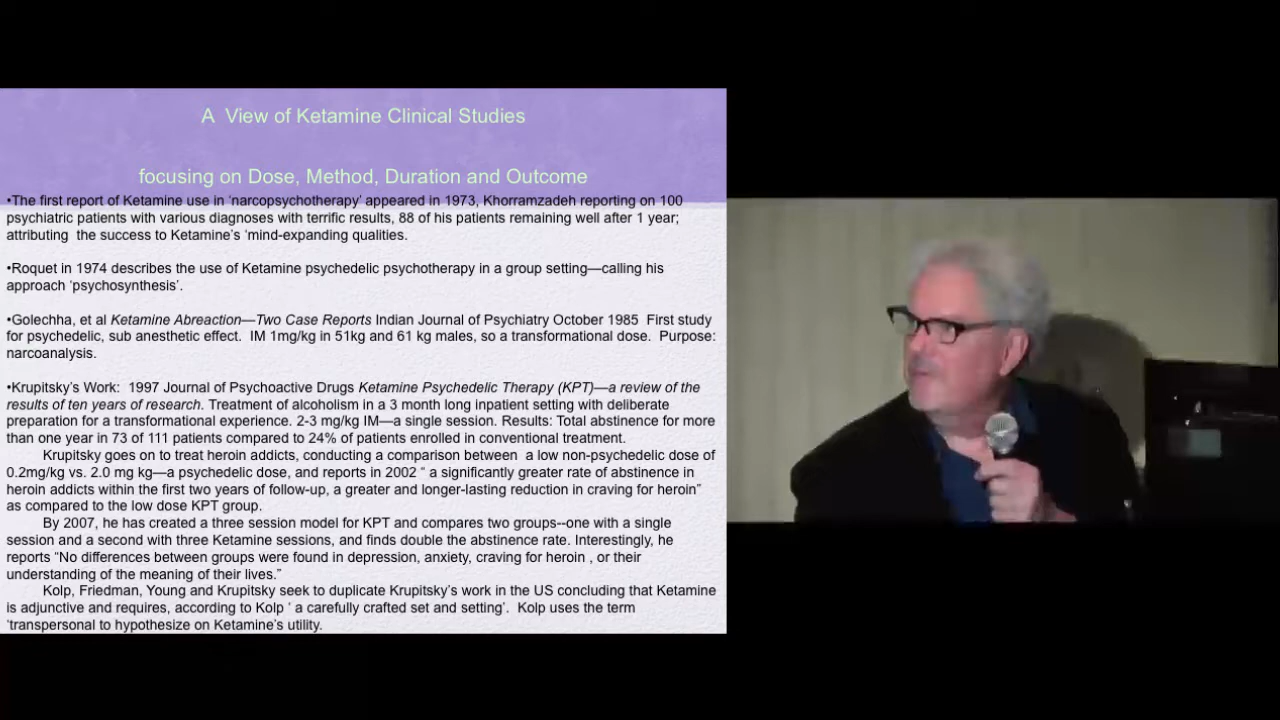 A View of Ketamine Clinical Studies
focusing on Dose, Method, Duration and Outcome
•The first report of Ketamine use in ‘narcopsychotherapy’ appeared in 1973, Khorramzadeh reporting on 100
psychiatric patients with various diagnoses with terrific results, 88 of his patients remaining well after 1 year;
attributing the success to Ketamine’s ‘mind-expanding qualities.
•Roquet in 1974 describes the use of Ketamine psychedelic psychotherapy in a group setting—calling his
approach ‘psychosynthesis’.
•Golechha, et al Ketamine Abreaction—Two Case Reports Indian Journal of Psychiatry October 1985 First study
for psychedelic, sub anesthetic effect. IM 1mg/kg in 51kg and 61 kg males, so a transformational dose. Purpose:
narcoanalysis.
•Krupitsky’s Work: 1997 Journal of Psychoactive Drugs Ketamine Psychedelic Therapy (KPT)—a review of the
results of ten years of research. Treatment of alcoholism in a 3 month long inpatient setting with deliberate
preparation for a transformational experience. 2-3 mg/kg IM—a single session. Results: Total abstinence for more
than one year in 73 of 111 patients compared to 24% of patients enrolled in conventional treatment.
Krupitsky goes on to treat heroin addicts, conducting a comparison between a low non-psychedelic dose of
0.2mg/kg vs. 2.0 mg kg—a psychedelic dose, and reports in 2002 “ a significantly greater rate of abstinence in
heroin addicts within the first two years of follow-up, a greater and longer-lasting reduction in craving for heroin”
as compared to the low dose KPT group.
By 2007, he has created a three session model for KPT and compares two groups--one with a single
session and a second with three Ketamine sessions, and finds double the abstinence rate. Interestingly, he
reports “No differences between groups were found in depression, anxiety, craving for heroin , or their
understanding of the meaning of their lives.”
Kolp, Friedman, Young and Krupitsky seek to duplicate Krupitsky’s work in the US concluding that Ketamine
is adjunctive and requires, according to Kolp ‘ a carefully crafted set and setting’. Kolp uses the term
‘transpersonal to hypothesize on Ketamine’s utility.